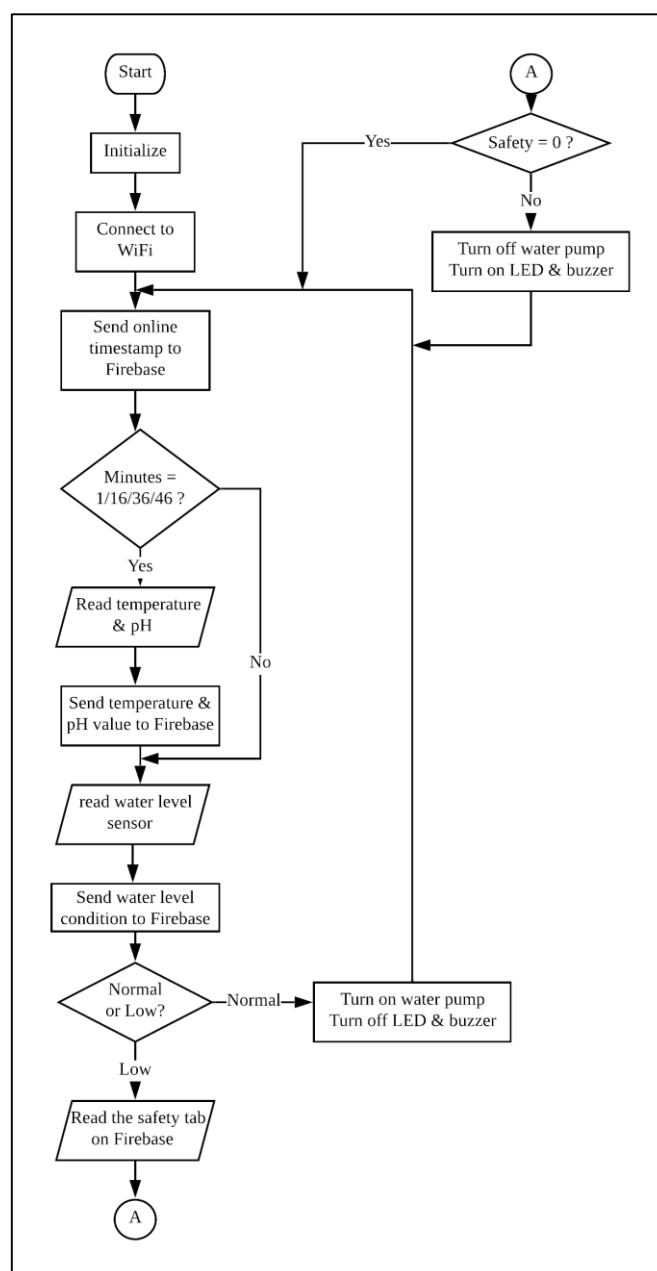 Start
Initialize
Connect to
WiFi
Send online
timestamp to
Firebase
Minutes =
1/16/36/46 ?
Yes
Read temperature
& pH
No
Send temperature &
pH value to Firebase
read water level
sensor
Send water level
condition to Firebase
Normal
or Low?
Normal
Turn on water pump
Turn off LED & buzzer
Low
Read the safety tab
on Firebase
A
A
Safety = 0 ?
Yes
No
Turn off water pump
Turn on LED & buzzer